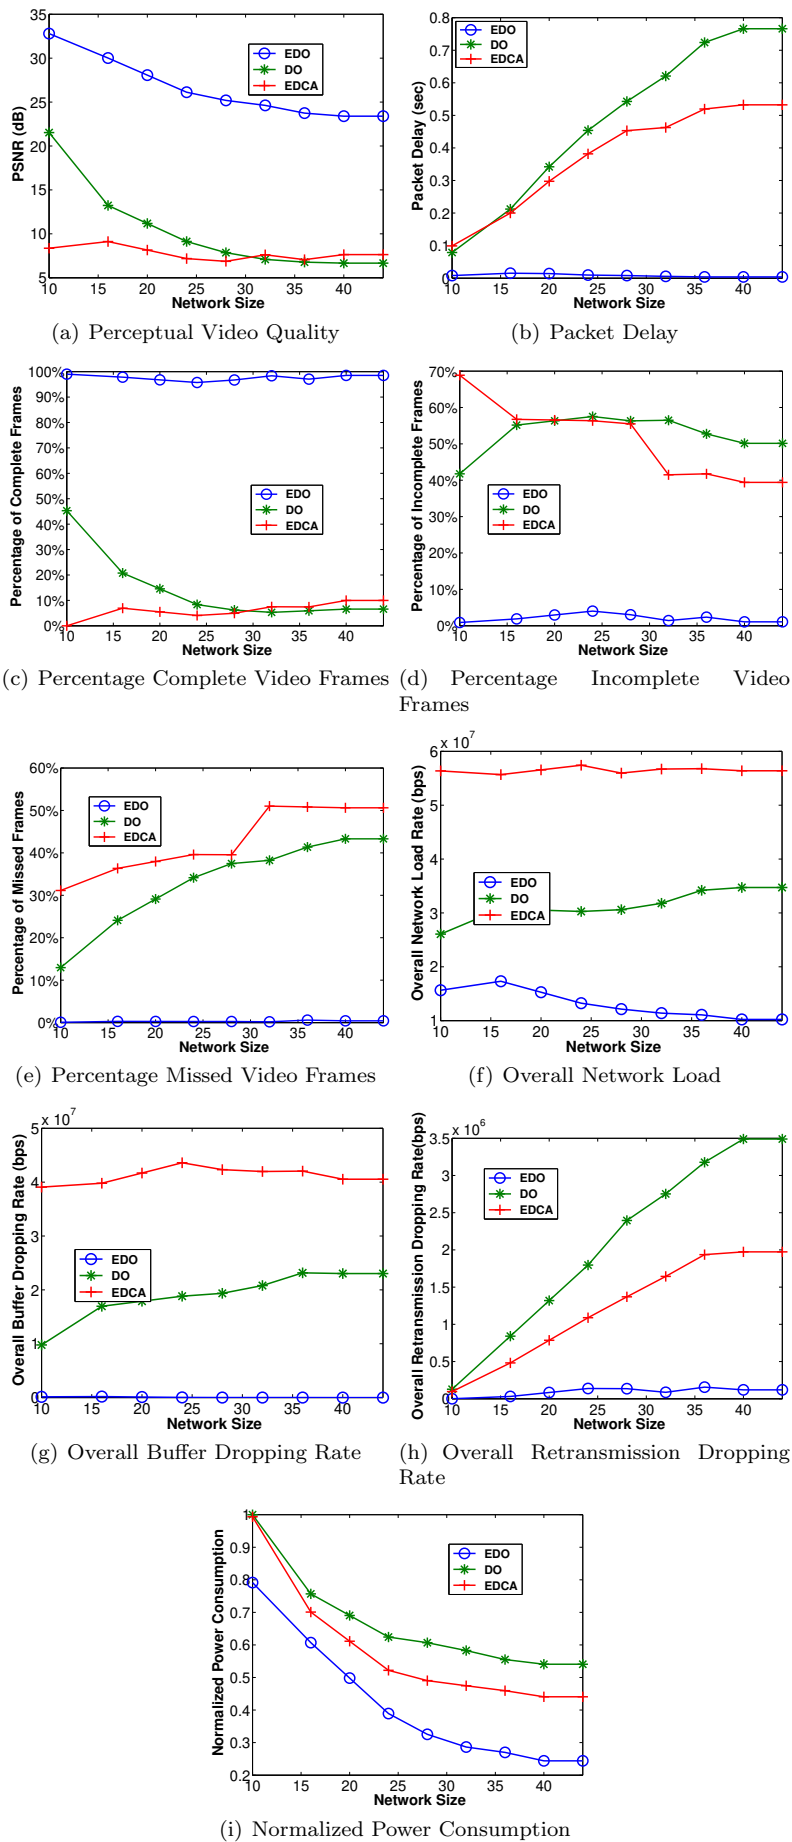 35
30
25
20
15
10
5
PSNR (dB)
EDO
DO
EDCA
10 15 20 25 30 35 40
Network Size
(a) Perceptual Video Quality
0.8
0.7
0.6
0.5
0.4
0.3
0.2
0.1
0
Packet Delay (sec)
EDO
DO
EDCA
10 15 20 25 30 35 40
Network Size
(b) Packet Delay
100%
90%
80%
70%
60%
50%
40%
30%
20%
10%
0%
Percentage of Complete Frames
EDO
DO
EDCA
10 15 20 25 30 35 40
Network Size
(c) Percentage Complete Video Frames
70%
60%
50%
40%
30%
20%
10%
0%
Percentage of Incomplete Frames
EDO
DO
EDCA
10 15 20 25 30 35 40
Network Size
(d) Percentage Incomplete Video
Frames
60%
50%
40%
30%
20%
10%
0%
Percentage of Missed Frames
EDO
DO
EDCA
10 15 20 25 30 35 40
Network Size
(e) Percentage Missed Video Frames
x 10^7
6
5
4
3
2
1
Overall Network Load Rate (bps)
EDO
DO
EDCA
10 15 20 25 30 35 40
Network Size
(f) Overall Network Load
x 10^7
5
4
3
2
1
0
Overall Buffer Dropping Rate (bps)
EDO
DO
EDCA
10 15 20 25 30 35 40
Network Size
(g) Overall Buffer Dropping Rate
x 10^6
3.5
3
2.5
2
1.5
1
0.5
0
Overall Retransmission Dropping Rate(bps)
EDO
DO
EDCA
10 15 20 25 30 35 40
Network Size
(h) Overall Retransmission Dropping
Rate
1
0.9
0.8
0.7
0.6
0.5
0.4
0.3
0.2
Normalized Power Consumption
EDO
DO
EDCA
10 15 20 25 30 35 40
Network Size
(i) Normalized Power Consumption